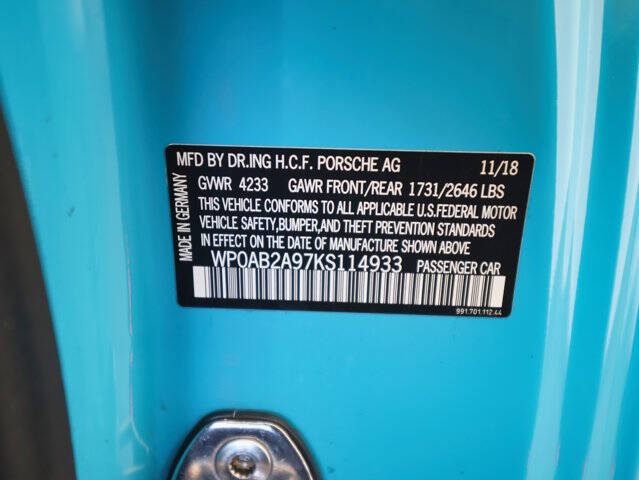 MFD BY DR.ING H.C.F. PORSCHE AG 11/18
GVWR 4233 GAWR FRONT/REAR 1731/2646 LBS
THIS VEHICLE CONFORMS TO ALL APPLICABLE U.S.FEDERAL MOTOR
VEHICLE SAFETY,BUMPER,AND THEFT PREVENTION STANDARDS
IN EFFECT ON THE DATE OF MANUFACTURE SHOWN ABOVE.
WP0AB2A97KS114933 PASSENGER CAR
991.701.112.44
MADE IN GERMANY